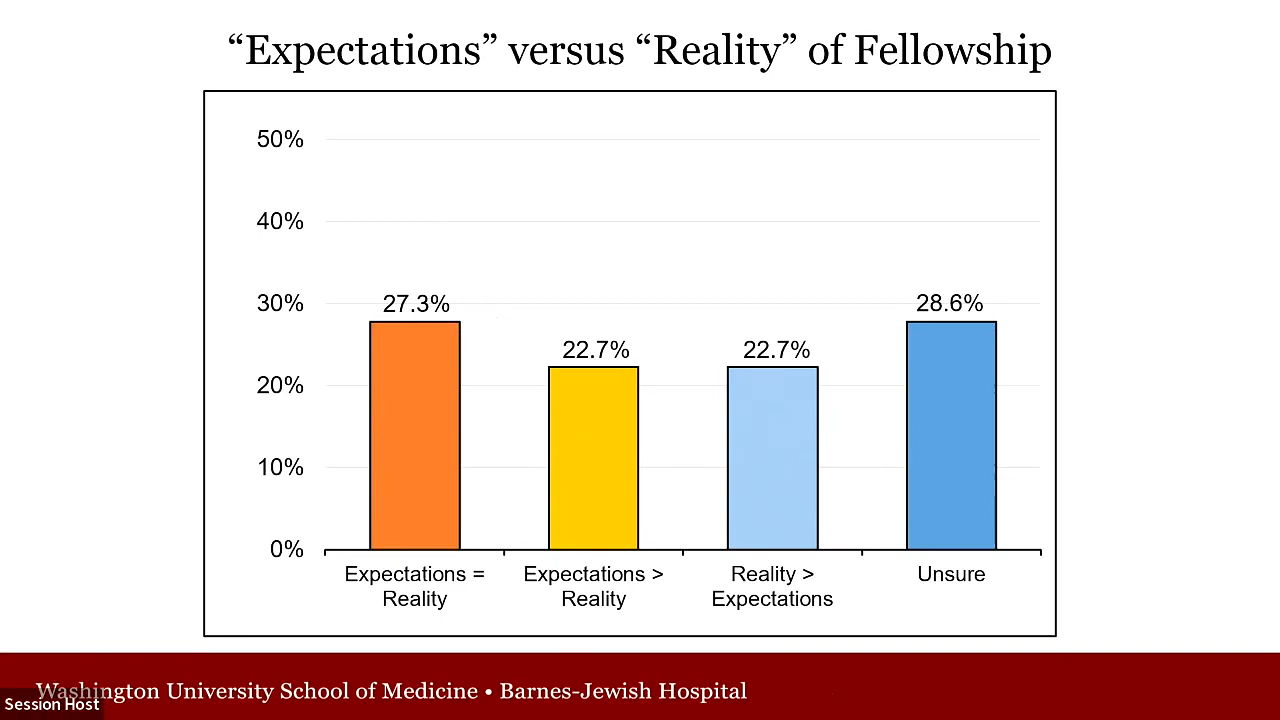 “Expectations” versus “Reality” of Fellowship
50%
40%
30%
20%
10%
0%
27.3%
22.7%
22.7%
28.6%
Expectations =
Reality
Expectations >
Reality
Reality >
Expectations
Unsure
Washington University School of Medicine • Barnes-Jewish Hospital
Session Host